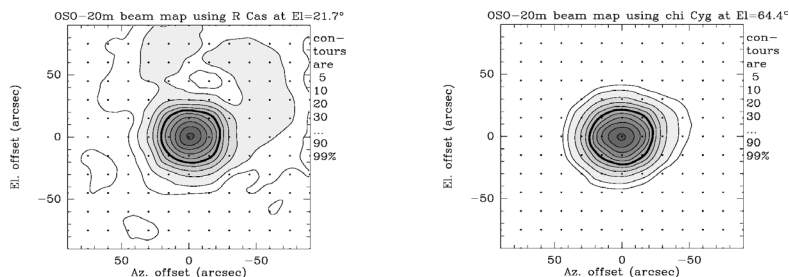 OSO-20m beam map using R Cas at El=21.7°
con-
tours
are
5
10
20
30
...
90
99%
50
0
-50
El. offset (arcsec)
50
0
-50
Az. offset (arcsec)
OSO-20m beam map using chi Cyg at El=64.4°
con-
tours
are
5
10
20
30
...
90
99%
50
0
-50
El. offset (arcsec)
50
0
-50
Az. offset (arcsec)